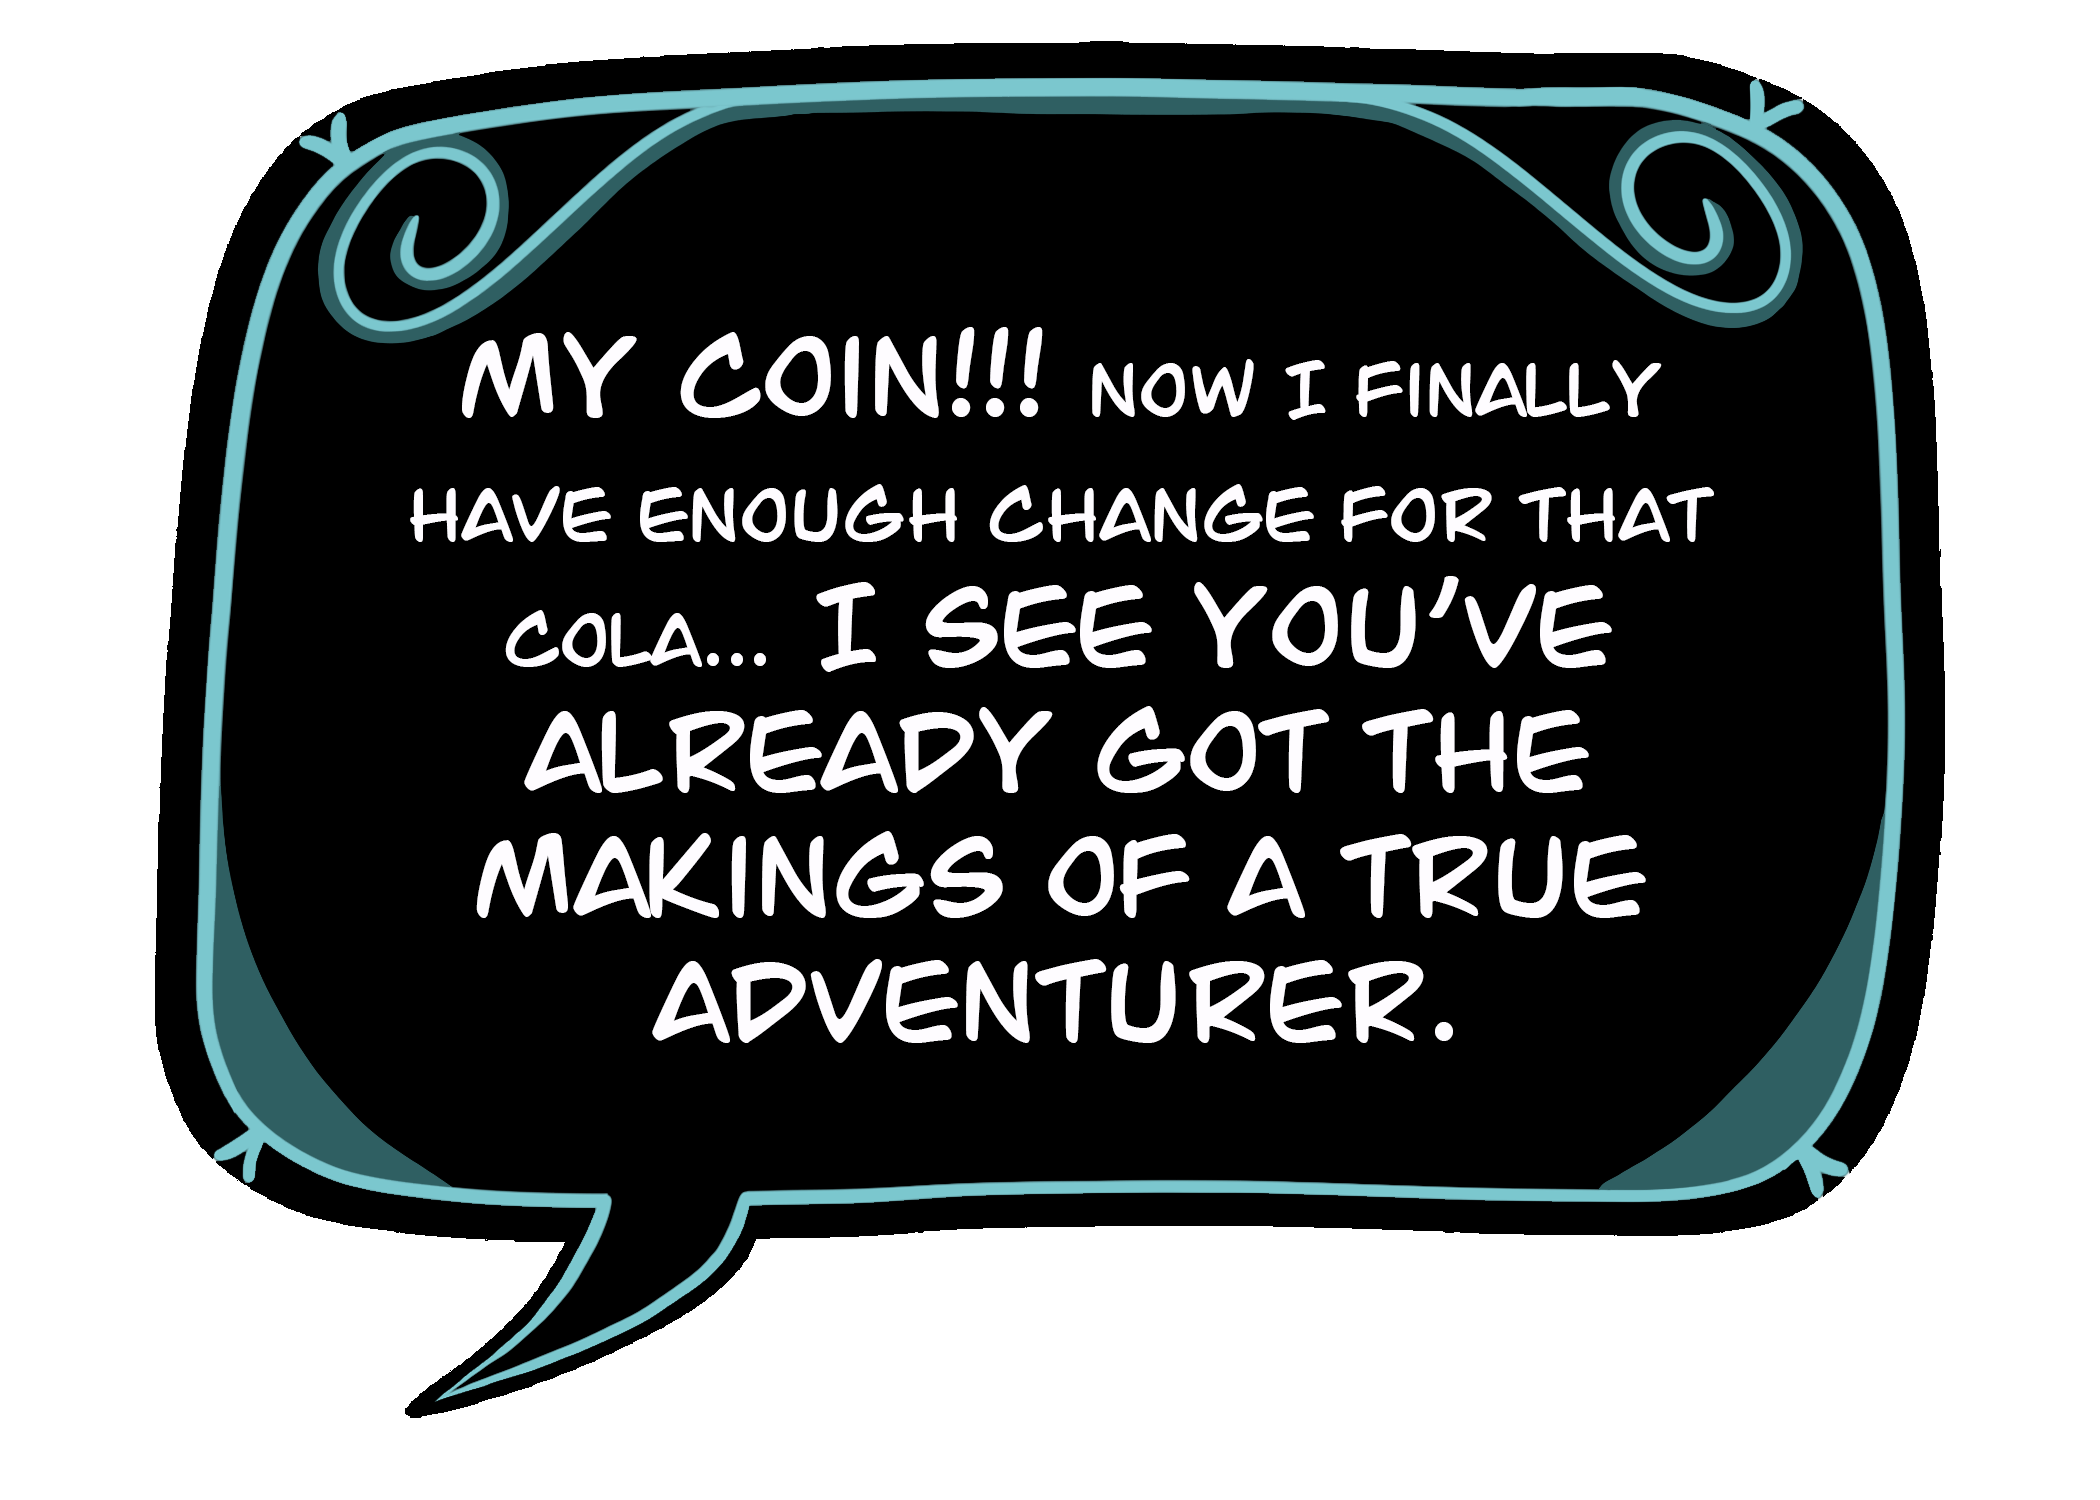 MY COIN!!! NOW I FINALLY
HAVE ENOUGH CHANGE FOR THAT
COLA... I SEE YOU'VE
ALREADY GOT THE
MAKINGS OF A TRUE
ADVENTURER.